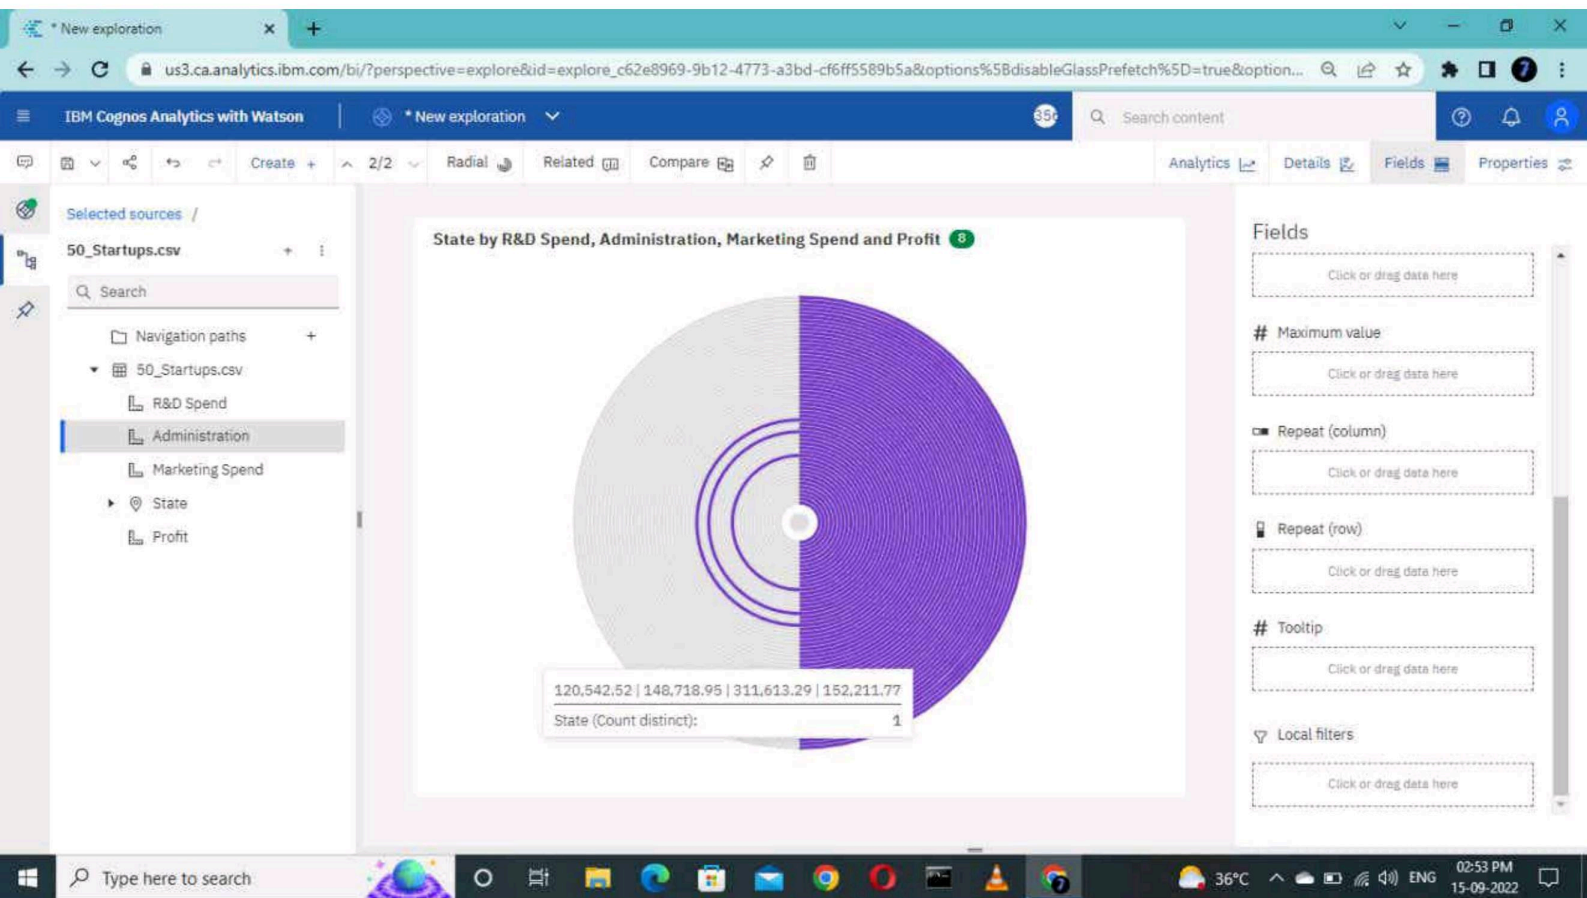 * New exploration
us3.ca.analytics.ibm.com/bi/?perspective=explore&id=explore_c62e8969-9b12-4773-a3bd-cf6ff5589b5a&options%5BdisableGlassPrefetch%5D=true&option...
IBM Cognos Analytics with Watson
* New exploration
Search content
Create + 2/2 Radial Related Compare
Analytics Details Fields Properties
Selected sources /
50_Startups.csv
Search
Navigation paths
50_Startups.csv
R&D Spend
Administration
Marketing Spend
State
Profit
State by R&D Spend, Administration, Marketing Spend and Profit 8
120,542.52 | 148,718.95 | 311,613.29 | 152,211.77
State (Count distinct): 1
Fields
Click or drag data here
# Maximum value
Click or drag data here
Repeat (column)
Click or drag data here
Repeat (row)
Click or drag data here
# Tooltip
Click or drag data here
Local filters
Click or drag data here
Type here to search
36°C
ENG
02:53 PM
15-09-2022